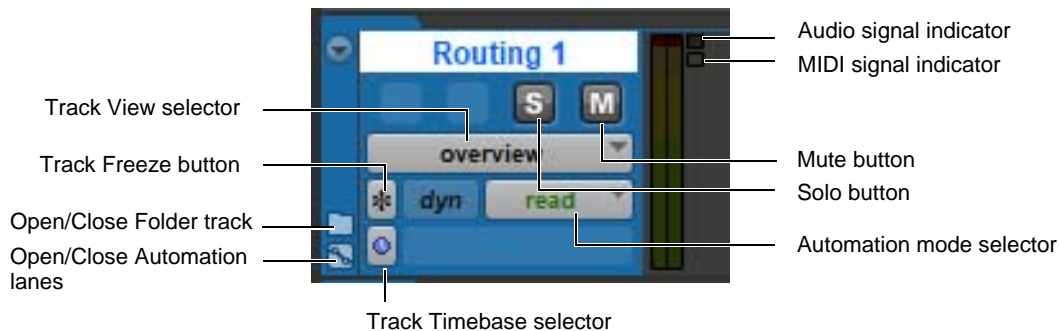 Routing 1
S M
overview
dyn read
Track View selector
Track Freeze button
Open/Close Folder track
Open/Close Automation
lanes
Track Timebase selector
Audio signal indicator
MIDI signal indicator
Mute button
Solo button
Automation mode selector